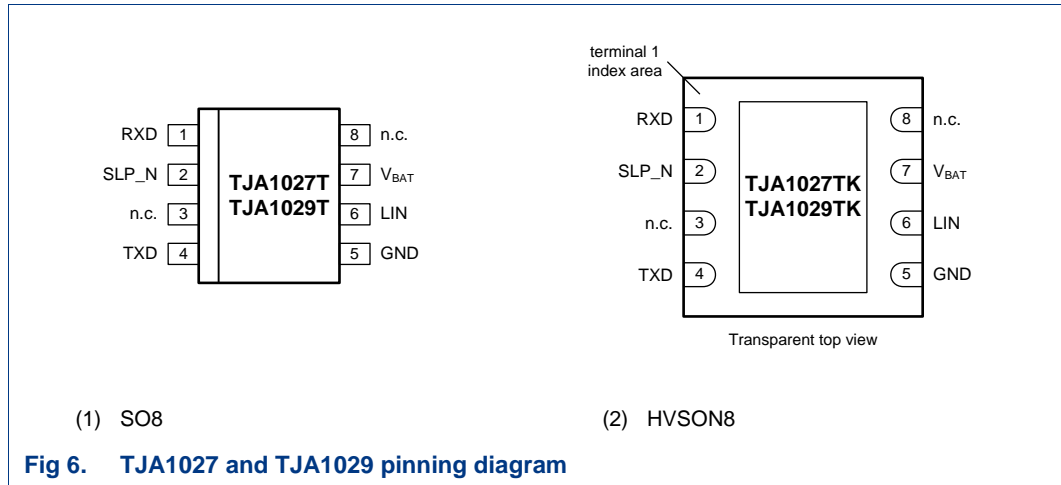 RXD 1
SLP_N 2
n.c. 3
TXD 4
TJA1027T
TJA1029T
8 n.c.
7 VBAT
6 LIN
5 GND
(1) SO8
terminal 1
index area
RXD 1
SLP_N 2
n.c. 3
TXD 4
TJA1027TK
TJA1029TK
8 n.c.
7 VBAT
6 LIN
5 GND
Transparent top view
(2) HVSON8
Fig 6. TJA1027 and TJA1029 pinning diagram